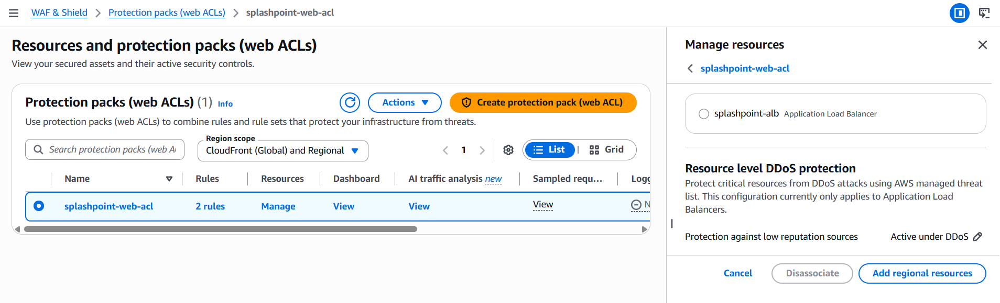 WAF & Shield > Protection packs (web ACLs) > splashpoint-web-acl
Resources and protection packs (web ACLs)
View your secured assets and their active security controls.
Protection packs (web ACLs) (1) Info
Actions
Create protection pack (web ACL)
Use protection packs (web ACLs) to combine rules and rule sets that protect your infrastructure from threats.
Search protection packs (web A
Region scope
CloudFront (Global) and Regional
1
List
Grid
Name Rules Resources Dashboard AI traffic analysis new Sampled requ... Logg
splashpoint-web-acl 2 rules Manage View View View N
Manage resources
splashpoint-web-acl
splashpoint-alb Application Load Balancer
Resource level DDoS protection
Protect critical resources from DDoS attacks using AWS managed threat
list. This configuration currently only applies to Application Load
Balancers.
Protection against low reputation sources Active under DDoS
Cancel Disassociate Add regional resources